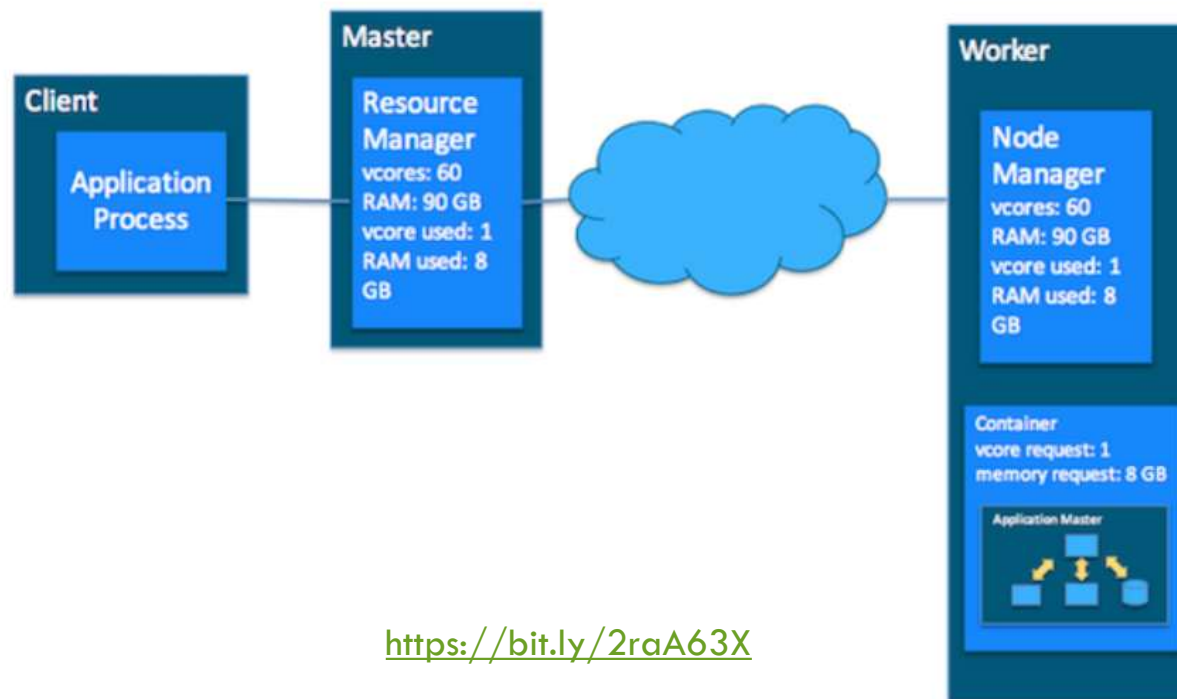 Client
Application
Process
Master
Resource
Manager
vcores: 60
RAM: 90 GB
vcore used: 1
RAM used: 8
GB
Worker
Node
Manager
vcores: 60
RAM: 90 GB
vcore used: 1
RAM used: 8
GB
Container
vcore request: 1
memory request: 8 GB
Application Master
https://bit.ly/2raA63X